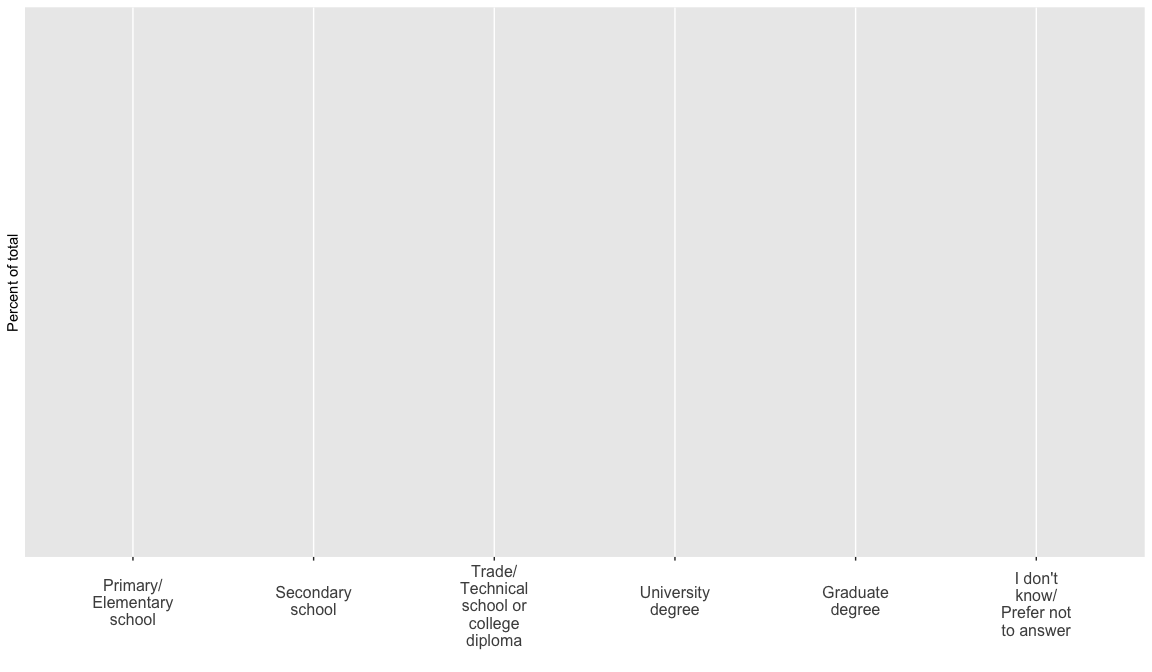 Percent of total
Primary/
Elementary
school
Secondary
school
Trade/
Technical
school or
college
diploma
University
degree
Graduate
degree
I don't
know/
Prefer not
to answer